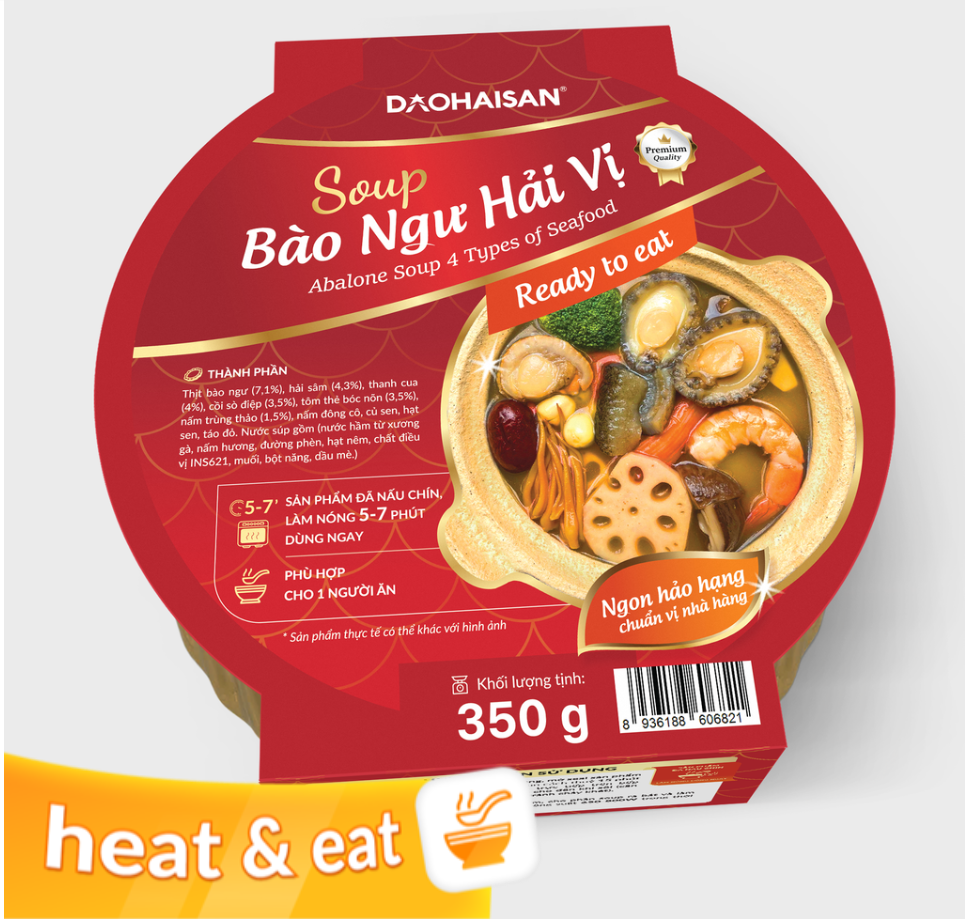 DAOHAISAN®
Soup
Bào Ngư Hải Vị
Abalone Soup 4 Types of Seafood
Premium
Quality
Ready to eat
THÀNH PHẦN
Thịt bào ngư (7,1%), hải sâm (4,3%), thanh cua
(4%), cồi sò điệp (3,5%), tôm thẻ bóc nõn (3,5%),
nấm trùng thảo (1,5%), nấm đông cô, củ sen, hạt
sen, táo đỏ. Nước súp gồm (nước hầm từ xương
gà, nấm hương, đường phèn, hạt nêm, chất điều
vị INS621, muối, bột năng, dầu mè.)
5-7'
SẢN PHẨM ĐÃ NẤU CHÍN,
LÀM NÓNG 5-7 PHÚT
DÙNG NGAY
PHÙ HỢP
CHO 1 NGƯỜI ĂN
* Sản phẩm thực tế có thể khác với hình ảnh
Ngon hảo hạng
chuẩn vị nhà hàng
Khối lượng tịnh:
350 g
8 936188 606821
SỬ DỤNG
heat & eat